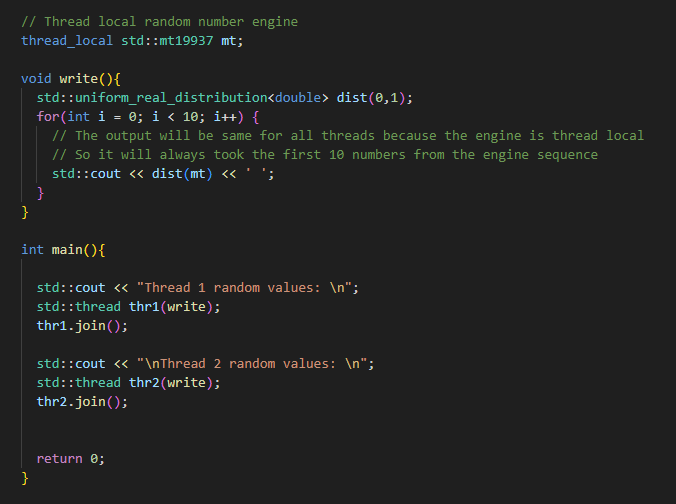 // Thread local random number engine
thread_local std::mt19937 mt;
void write(){
std::uniform_real_distribution<double> dist(0,1);
for(int i = 0; i < 10; i++) {
// The output will be same for all threads because the engine is thread local
// So it will always took the first 10 numbers from the engine sequence
std::cout << dist(mt) << ' ';
}
}
int main(){
std::cout << "Thread 1 random values: \n";
std::thread thr1(write);
thr1.join();
std::cout << "\nThread 2 random values: \n";
std::thread thr2(write);
thr2.join();
return 0;
}